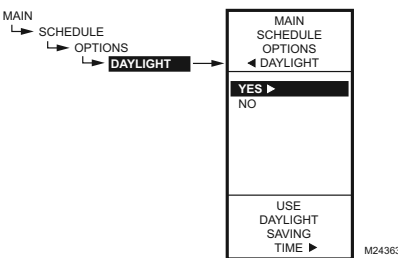 MAIN
SCHEDULE
OPTIONS
DAYLIGHT
MAIN
SCHEDULE
OPTIONS
◄ DAYLIGHT
YES ►
NO
USE
DAYLIGHT
SAVING
TIME ►
M24363